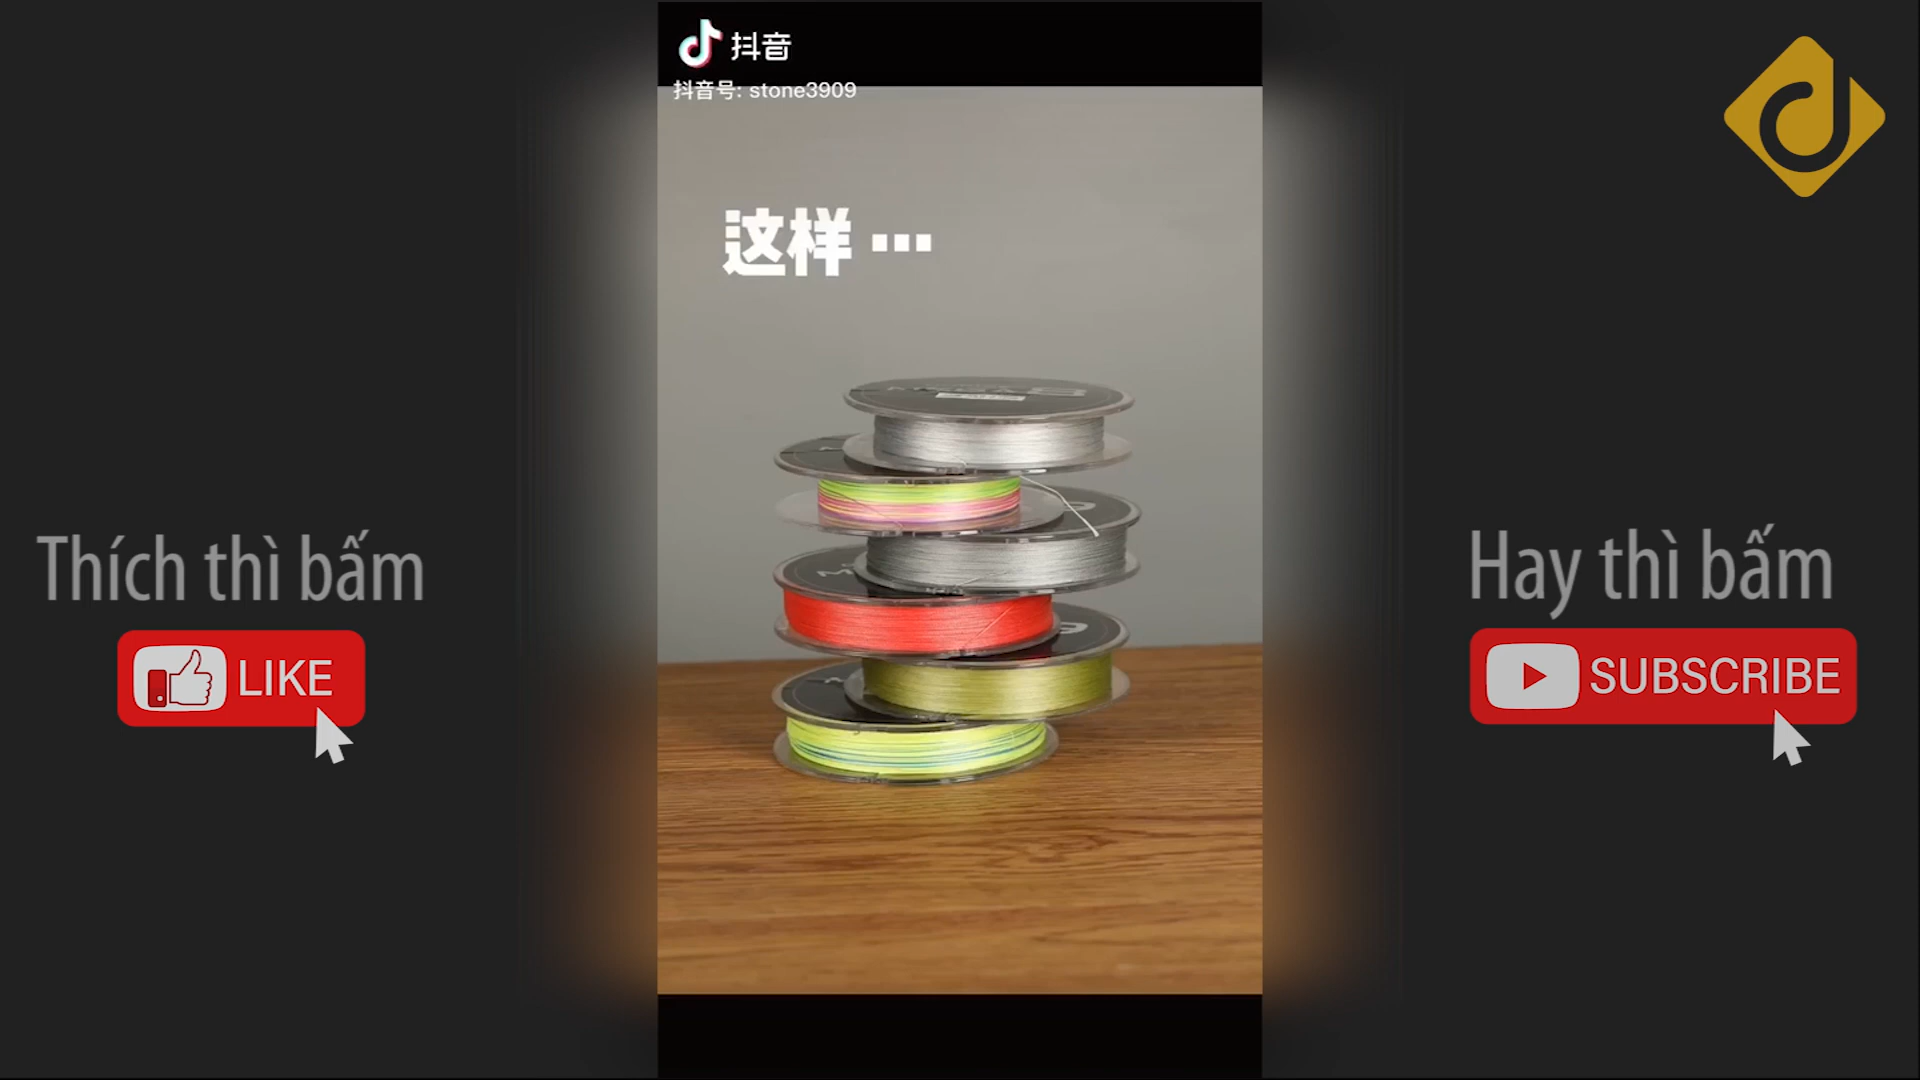 抖音
抖音号: stone3909
这样 ···
Thích thì bấm
LIKE
Hay thì bấm
SUBSCRIBE